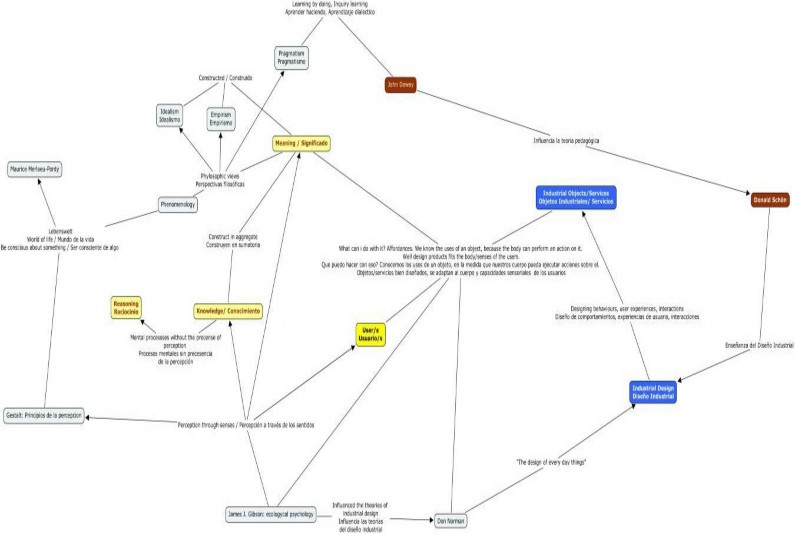 Learning by doing, Inquiry learning
Aprender haciendo, Aprendizaje dialectico
Pragmatism
Pragmatismo
Constructed / Construido
John Dewey
Idealism
Idealismo
Empirism
Empirismo
Meaning / Significado
Influencia la teoria pedagógica
Maurice Merleau-Ponty
Phylosophic views
Perspectivas filosóficas
Industrial Objects/Services
Objetos Industriales/ Servicios
Donald Schön
Phenomenology
Lebenswelt
World of life / Mundo de la vida
Be conscious about something / Ser consciente de algo
Construct in aggregate
Construyen en sumatoria
What can i do with it? Affordances. We know the uses of an object, because the body can perform an action on it.
Well design products fits the body/senses of the users.
Que puedo hacer con eso? Conocemos los usos de un objeto, en la medida que nuestros cuerpo pueda ejecutar acciones sobre el.
Objetos/servicios bien diseñados, se adaptan al cuerpo y capacidades sensoriales de los usuarios
Reasoning
Raciocinio
Knowledge/ Conocimiento
Designing behaviours, user experiences, interactions
Diseño de comportamientos, experiencias de usuario, interacciones
User/s
Usuario/s
Mental processes without the precense of
perception
Procesos mentales sin precesencia
de la percepción
Enseñanza del Diseño Industrial
Industrial Design
Diseño Industrial
Gestalt: Principios de la percepcion
Perception through senses / Percepción a través de los sentidos
"The design of every day things"
James J. Gibson: ecologycal psychology
Influenced the theories of
industrial design
Influencia las teorias
del diseño industrial
Don Norman